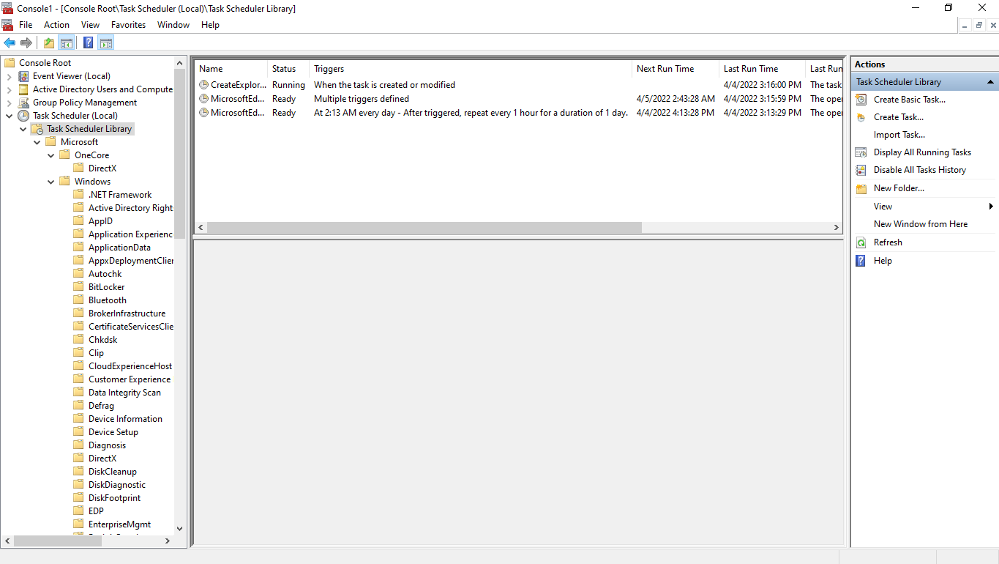 Console1 - [Console Root\Task Scheduler (Local)\Task Scheduler Library]
File Action View Favorites Window Help
Console Root
Event Viewer (Local)
Active Directory Users and Compute
Group Policy Management
Task Scheduler (Local)
Task Scheduler Library
Microsoft
OneCore
DirectX
Windows
.NET Framework
Active Directory Right
AppID
Application Experienc
ApplicationData
AppxDeploymentClier
Autochk
BitLocker
Bluetooth
BrokerInfrastructure
CertificateServicesClie
Chkdsk
Clip
CloudExperienceHost
Customer Experience
Data Integrity Scan
Defrag
Device Information
Device Setup
Diagnosis
DirectX
DiskCleanup
DiskDiagnostic
DiskFootprint
EDP
EnterpriseMgmt
Name Status Triggers Next Run Time Last Run Time Last Run
CreateExplor... Running When the task is created or modified 4/4/2022 3:16:00 PM The task
MicrosoftEd... Ready Multiple triggers defined 4/5/2022 2:43:28 AM 4/4/2022 3:15:59 PM The ope
MicrosoftEd... Ready At 2:13 AM every day - After triggered, repeat every 1 hour for a duration of 1 day. 4/4/2022 4:13:28 PM 4/4/2022 3:13:29 PM The ope
Actions
Task Scheduler Library
Create Basic Task...
Create Task...
Import Task...
Display All Running Tasks
Disable All Tasks History
New Folder...
View
New Window from Here
Refresh
Help